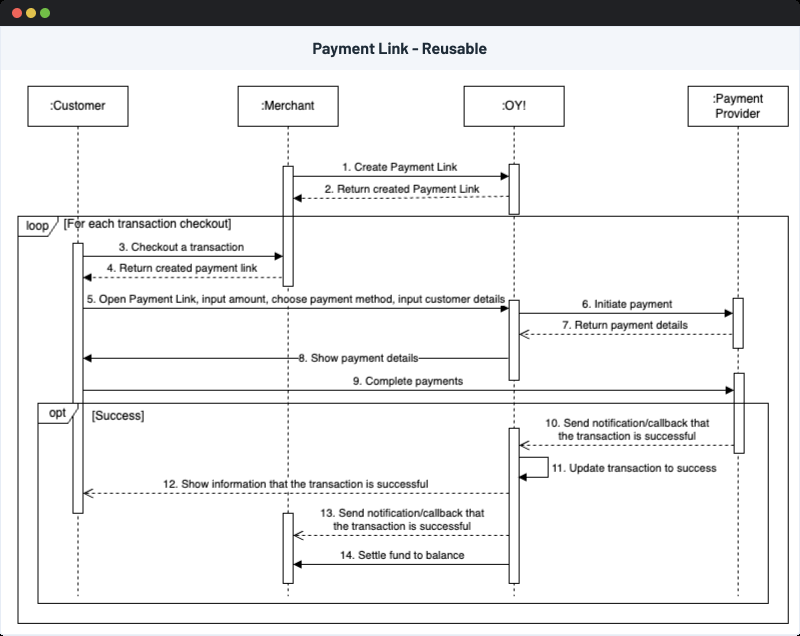 Payment Link - Reusable
:Customer
:Merchant
:OY!
:Payment
Provider
1. Create Payment Link
2. Return created Payment Link
loop
[For each transaction checkout]
3. Checkout a transaction
4. Return created payment link
5. Open Payment Link, input amount, choose payment method, input customer details
6. Initiate payment
7. Return payment details
8. Show payment details
9. Complete payments
opt
[Success]
10. Send notification/callback that
the transaction is successful
11. Update transaction to success
12. Show information that the transaction is successful
13. Send notification/callback that
the transaction is successful
14. Settle fund to balance